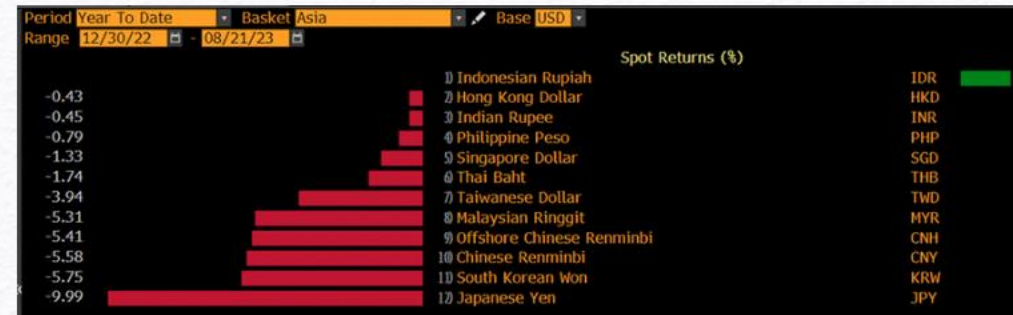 Period Year To Date Basket Asia Base USD
Range 12/30/22 - 08/21/23
Spot Returns (%)
1) Indonesian Rupiah IDR
-0.43 2) Hong Kong Dollar HKD
-0.45 3) Indian Rupee INR
-0.79 4) Philippine Peso PHP
-1.33 5) Singapore Dollar SGD
-1.74 6) Thai Baht THB
-3.94 7) Taiwanese Dollar TWD
-5.31 8) Malaysian Ringgit MYR
-5.41 9) Offshore Chinese Renminbi CNH
-5.58 10) Chinese Renminbi CNY
-5.75 11) South Korean Won KRW
-9.99 12) Japanese Yen JPY